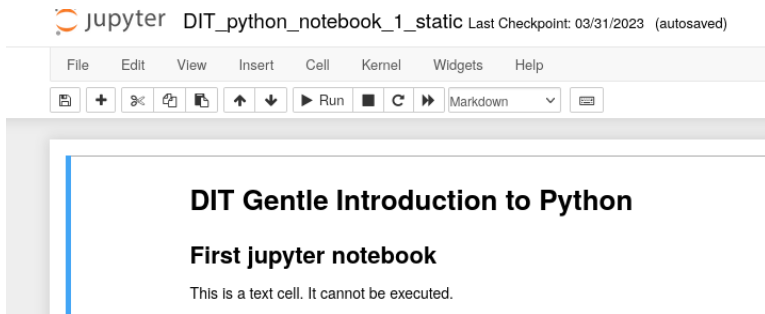 jupyter DIT_python_notebook_1_static Last Checkpoint: 03/31/2023 (autosaved)
File Edit View Insert Cell Kernel Widgets Help
Run Markdown
DIT Gentle Introduction to Python
First jupyter notebook
This is a text cell. It cannot be executed.